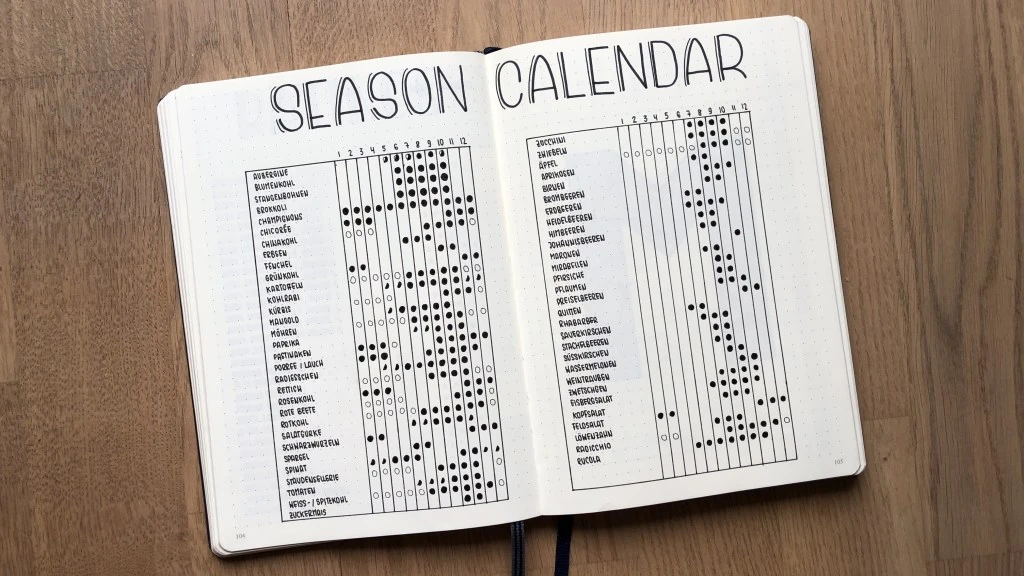 SEASON CALENDAR
1 2 3 4 5 6 7 8 9 10 11 12
AUBERGINE
BLUMENKOHL
STANGENBOHNEN
BROKKOLI
CHAMPIGNONS
CHICORÉE
CHINAKOHL
ERBSEN
FENCHEL
GRÜNKOHL
KARTOFFELN
KOHLRABI
KÜRBIS
MANGOLD
MÖHREN
PAPRIKA
PASTINAKEN
PORREE / LAUCH
RADIESSCHEN
RETTICH
ROSENKOHL
ROTE BEETE
ROTKOHL
SALATGURKE
SCHWARZWURZELN
SPARGEL
SPINAT
STAUDENSELLERIE
TOMATEN
WEISS- / SPITZKOHL
ZUCKERMAIS
104
1 2 3 4 5 6 7 8 9 10 11 12
ZUCCHINI
ZWIEBELN
ÄPFEL
APRIKOSEN
BIRNEN
BROMBEEREN
ERDBEEREN
HEIDELBEEREN
HIMBEEREN
JOHANNISBEEREN
MARONEN
MIRABELLEN
PFIRSICHE
PFLAUMEN
PREISELBEEREN
QUITTEN
RHABARBER
SAUERKIRSCHEN
STACHELBEEREN
SÜSSKIRSCHEN
WASSERMELONEN
WEINTRAUBEN
ZWETSCHGEN
EISBERGSALAT
KOPFSALAT
FELDSALAT
LÖWENZAHN
RADICCHIO
RUCOLA
105